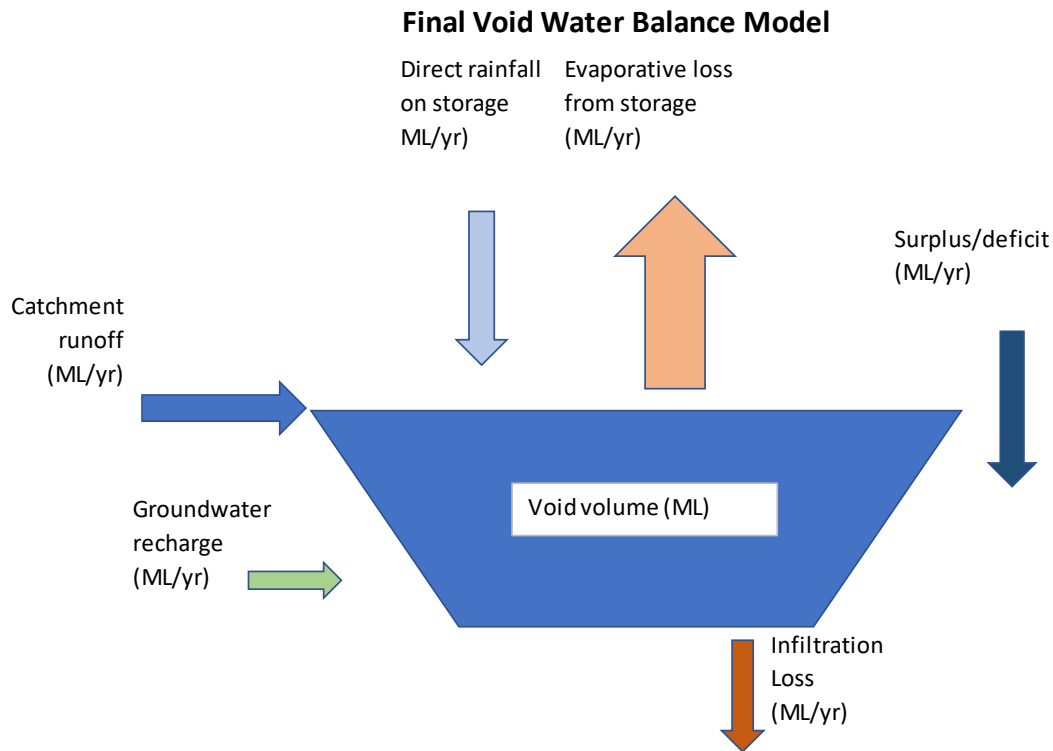 Final Void Water Balance Model
Direct rainfall
on storage
ML/yr)
Evaporative loss
from storage
(ML/yr)
Surplus/deficit
(ML/yr)
Catchment
runoff
(ML/yr)
Groundwater
recharge
(ML/yr)
Void volume (ML)
Infiltration
Loss
(ML/yr)